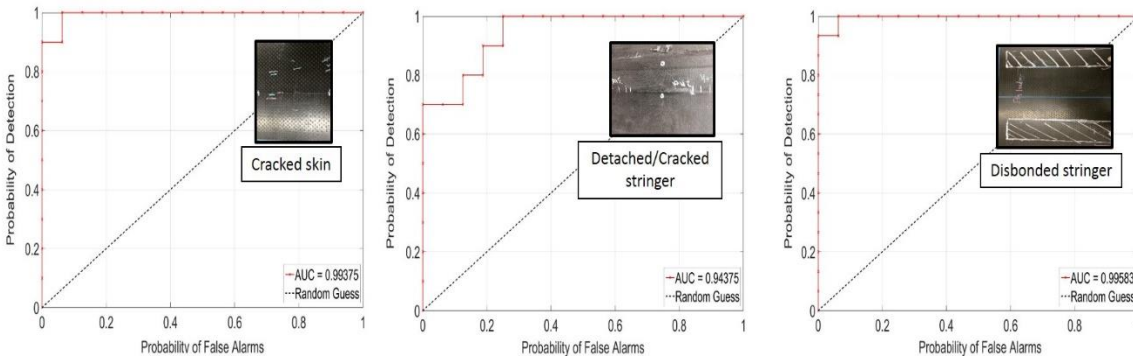 1
0.8
0.6
0.4
0.2
0
0 0.2 0.4 0.6 0.8 1
Probability of Detection
Probability of False Alarms
Cracked skin
AUC = 0.99375
Random Guess
1
0.8
0.6
0.4
0.2
0
0 0.2 0.4 0.6 0.8 1
Probability of Detection
Probability of False Alarms
Detached/Cracked
stringer
AUC = 0.94375
Random Guess
1
0.8
0.6
0.4
0.2
0
0 0.2 0.4 0.6 0.8
Probability of Detection
Probability of False Alarms
Disbonded stringer
AUC = 0.99583
Random Guess